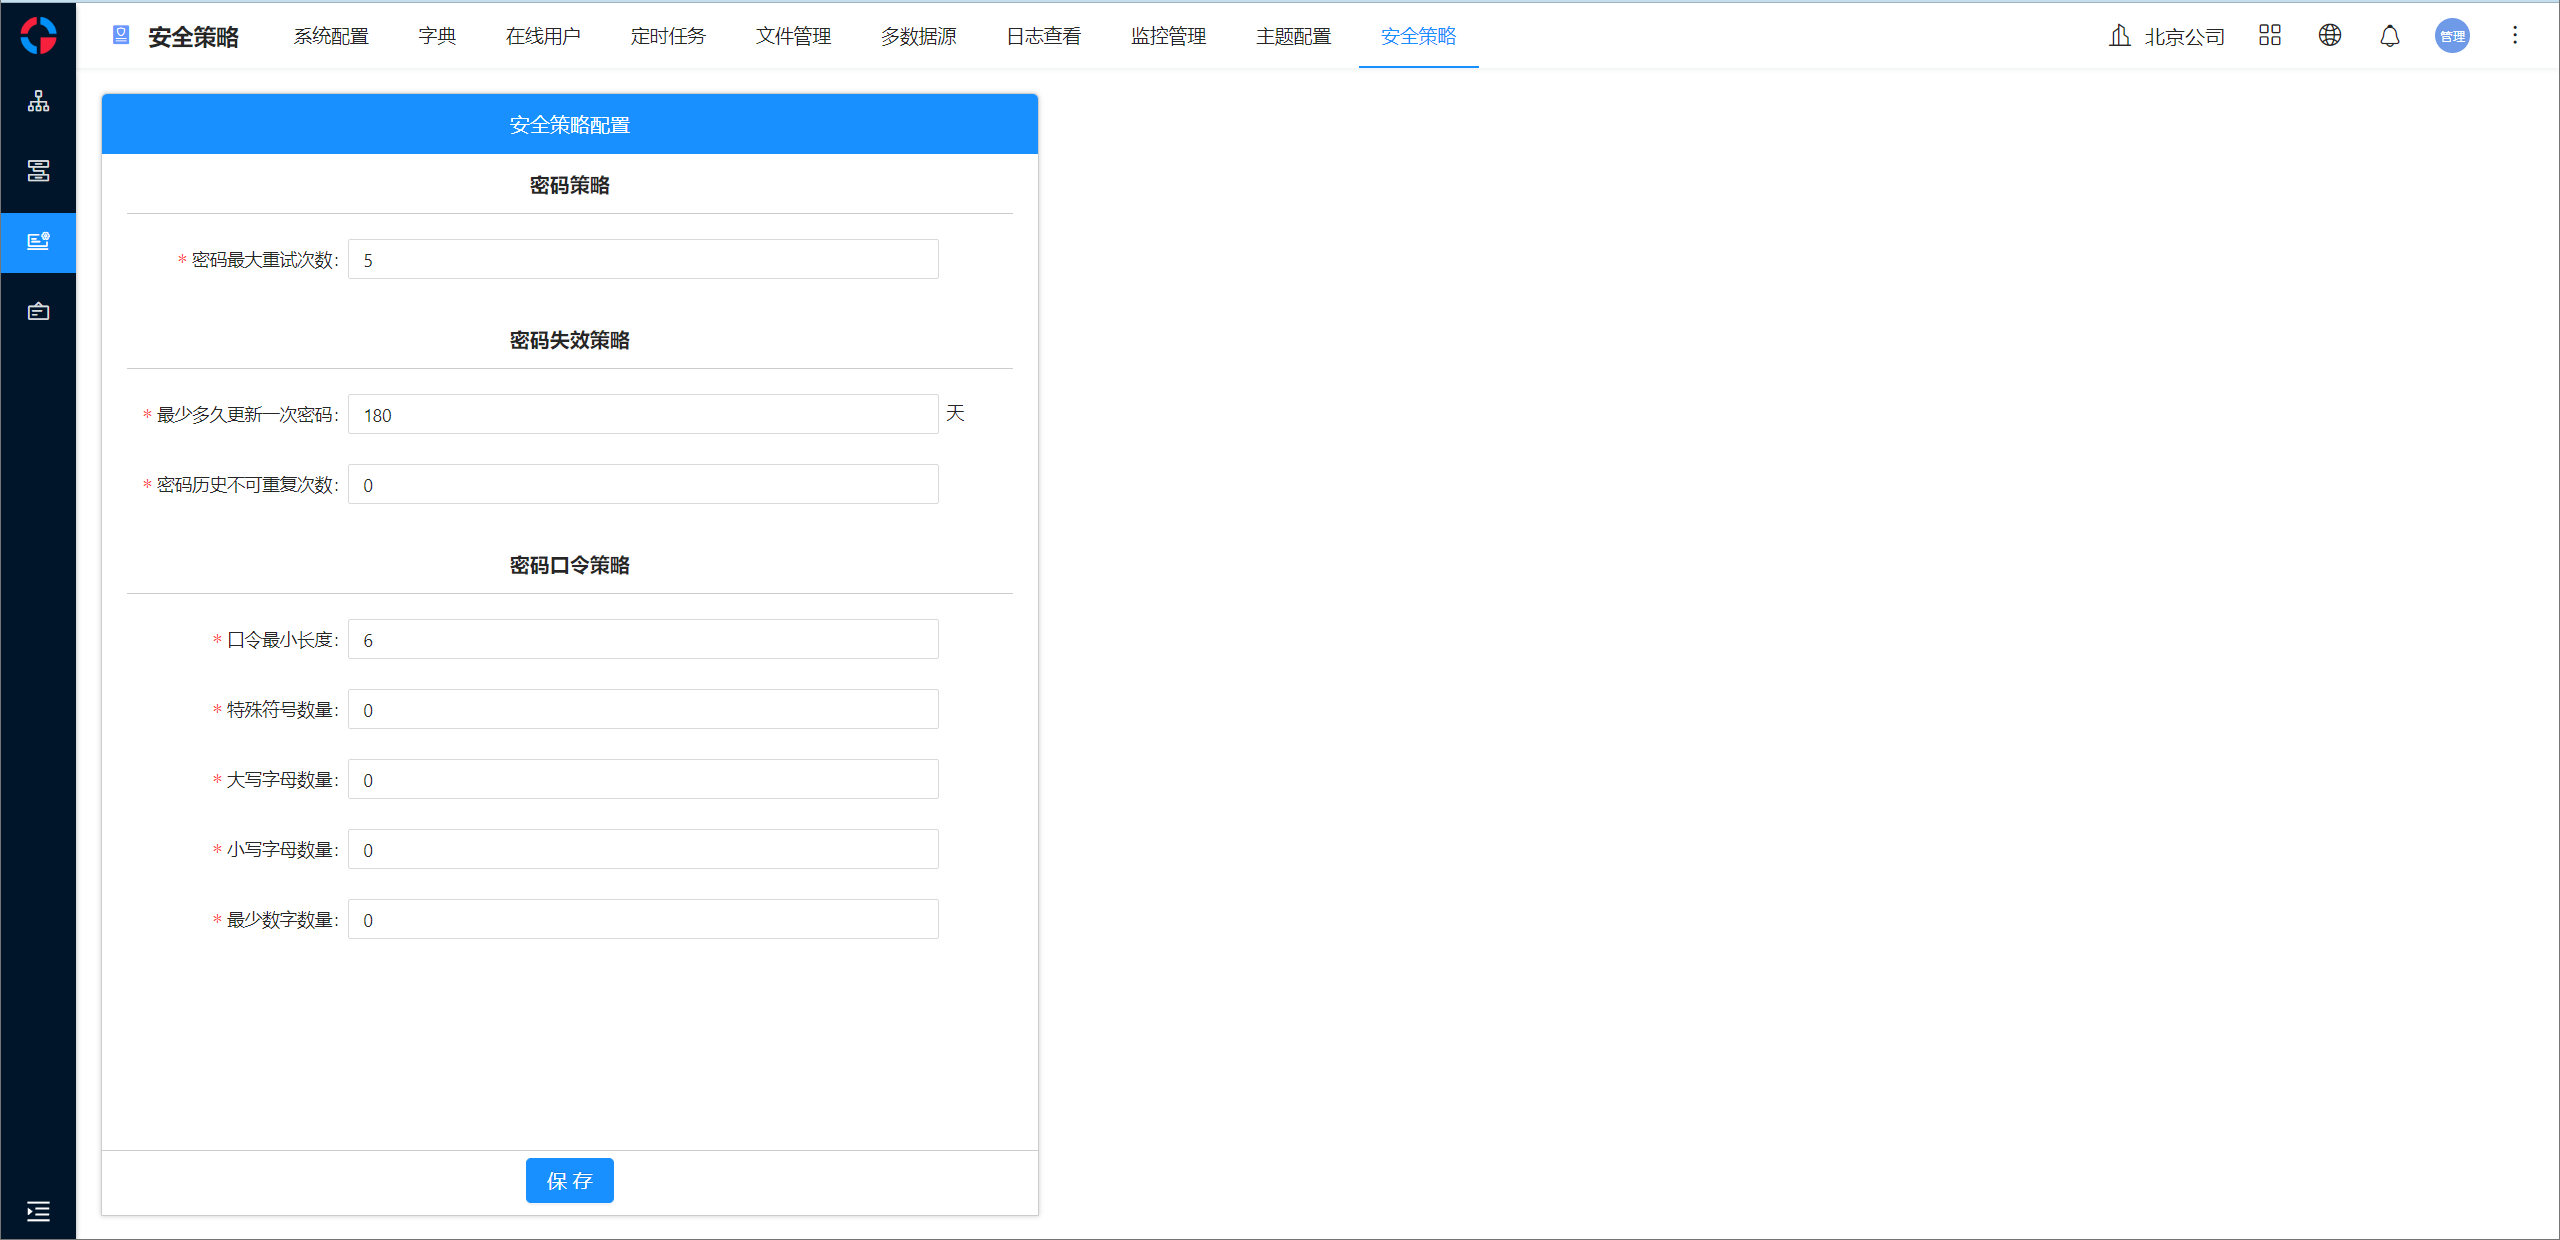 安全策略 系统配置 字典 在线用户 定时任务 文件管理 多数据源 日志查看 监控管理 主题配置 安全策略 北京公司 管理
安全策略配置
密码策略
* 密码最大重试次数: 5
密码失效策略
* 最少多久更新一次密码: 180 天
* 密码历史不可重复次数: 0
密码口令策略
* 口令最小长度: 6
* 特殊符号数量: 0
* 大写字母数量: 0
* 小写字母数量: 0
* 最少数字数量: 0
保 存